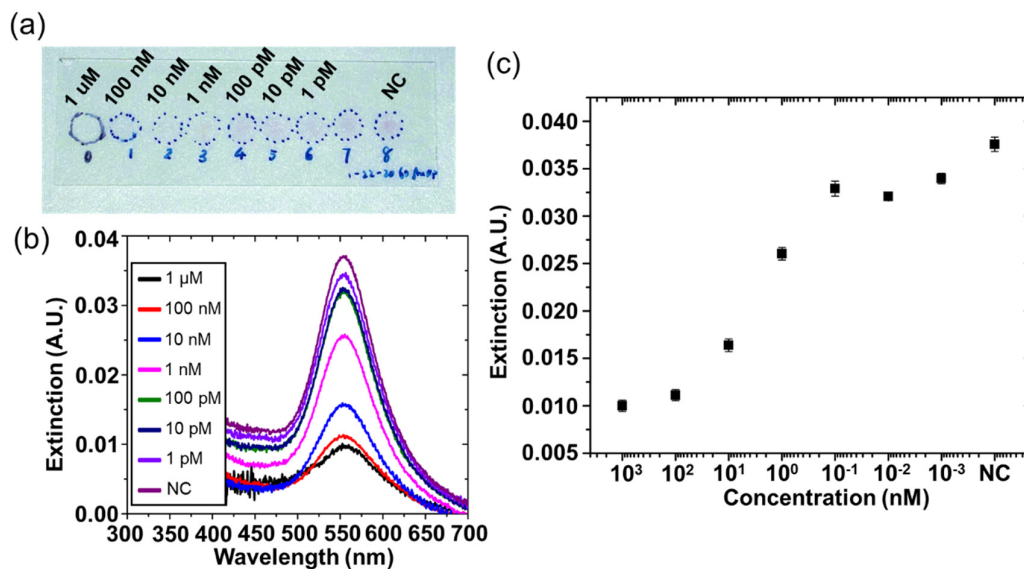 (a)
1 uM 100 nM 10 nM 1 nM 100 pM 10 pM 1 pM NC
0 1 2 3 4 5 6 7 8
(b)
Extinction (A.U.)
0.04
0.03
0.02
0.01
0.00
1 µM
100 nM
10 nM
1 nM
100 pM
10 pM
1 pM
NC
300 350 400 450 500 550 600 650 700
Wavelength (nm)
(c)
Extinction (A.U.)
0.040
0.035
0.030
0.025
0.020
0.015
0.010
0.005
10³ 10² 10¹ 10⁰ 10⁻¹ 10⁻² 10⁻³ NC
Concentration (nM)